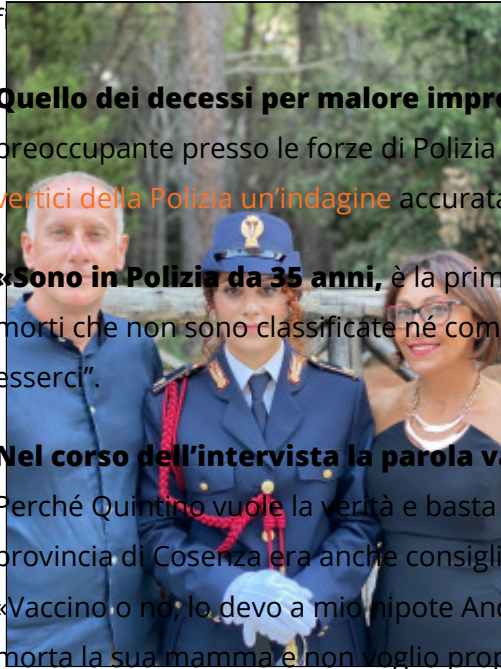 Quello dei decessi per malore impr
preoccupante presso le forze di Polizia
vertici della Polizia un'indagine accurata
«Sono in Polizia da 35 anni, è la prim
morti che non sono classificate né com
esserci”.
Nel corso dell'intervista la parola va
Perché Quintino vuole la verità e basta
provincia di Cosenza era anche consigli
«Vaccino o no, lo devo a mio nipote And
morta la sua mamma e non voglio prov